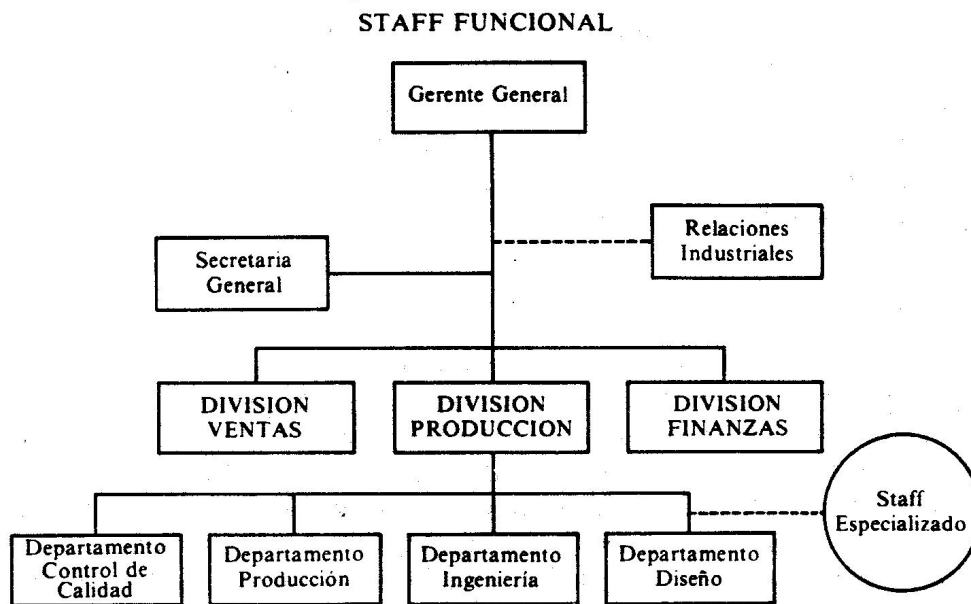 STAFF FUNCIONAL
Gerente General
Relaciones
Industriales
Secretaria
General
DIVISION
VENTAS
DIVISION
PRODUCCION
DIVISION
FINANZAS
Staff
Especializado
Departamento
Control de
Calidad
Departamento
Producción
Departamento
Ingeniería
Departamento
Diseño